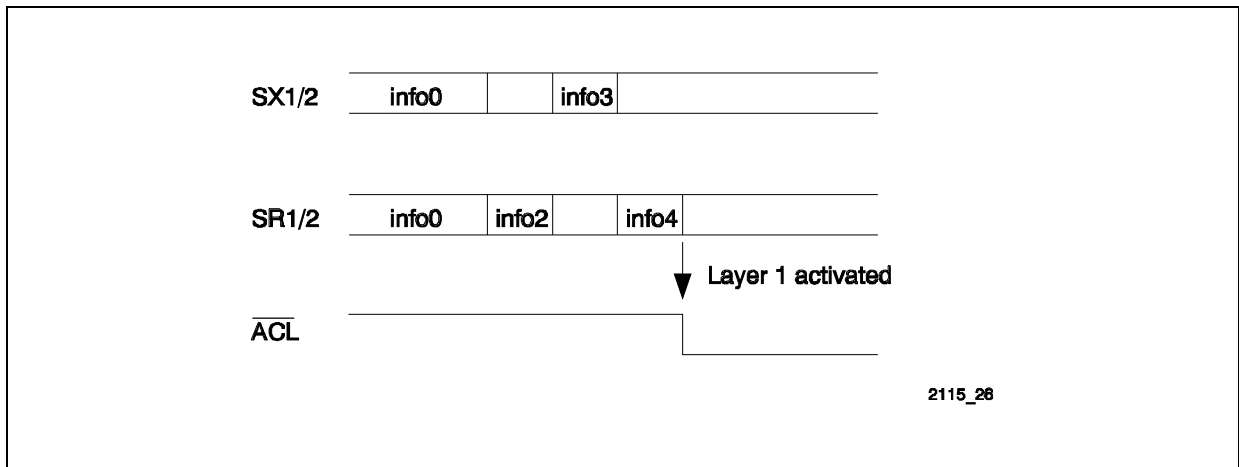 SX1/2 info0 info3
SR1/2 info0 info2 info4
Layer 1 activated
ACL
2115_26